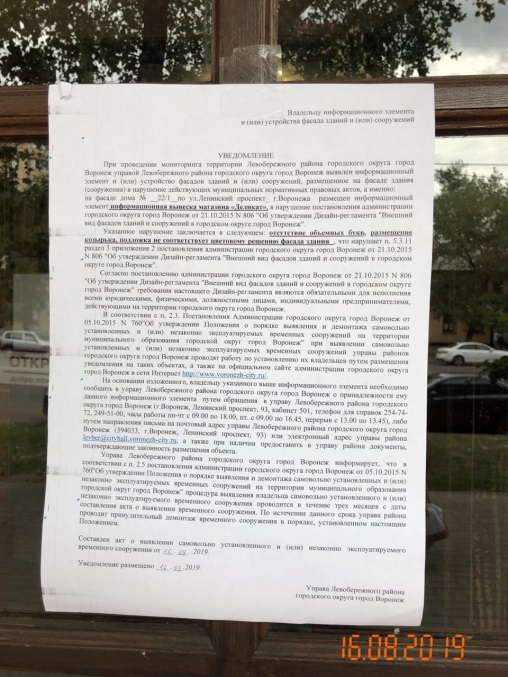 Владельцу информационного элемента
и (или) устройства фасада зданий и (или) сооружений
УВЕДОМЛЕНИЕ
При проведении мониторинга территории Левобережного района городского округа город
Воронеж управой Левобережного района городского округа город Воронеж выявлен информационный
элемент и (или) устройство фасадов зданий и (или) сооружений, размещенное на фасаде здания
(сооружения) в нарушение действующих муниципальных нормативных правовых актов, а именно:
на фасаде дома № __22/1__ по ул.Ленинский проспект_ г.Воронежа размещен информационный
элемент информационная вывеска магазина «Деликат», в нарушение постановления администрации
городского округа город Воронеж от 21.10.2015 N 806 "Об утверждении Дизайн-регламента "Внешний
вид фасадов зданий и сооружений в городском округе город Воронеж".
Указанное нарушение заключается в следующем: отсутствие объемных букв, размещение
козырька, подложка не соответствует цветовому решению фасада здания , что нарушает п. 5.3.11
раздел 3 приложения 2 постановления администрации городского округа город Воронеж от 21.10.2015
N 806 "Об утверждении Дизайн-регламента "Внешний вид фасадов зданий и сооружений в городском
округе город Воронеж".
Согласно постановлению администрации городского округа город Воронеж от 21.10.2015 N 806
"Об утверждении Дизайн-регламента "Внешний вид фасадов зданий и сооружений в городском округе
город Воронеж" требования настоящего Дизайн-регламента являются обязательными для исполнения
всеми юридическими, физическими, должностными лицами, индивидуальными предпринимателями,
действующими на территории городского округа город Воронеж.
В соответствии с п. 2.3. Постановления Администрации городского округа город Воронеж от
05.10.2015 N 760"Об утверждении Положения о порядке выявления и демонтажа самовольно
установленных и (или) незаконно эксплуатируемых временных сооружений на территории
муниципального образования городской округ город Воронеж" при выявлении самовольно
установленных и (или) незаконно эксплуатируемых временных сооружений управы районов
городского округа город Воронеж проводят работу по установлению их владельца путем размещения
уведомления на таких объектах, а также на официальном сайте администрации городского округа
город Воронеж в сети Интернет http://www.voronezh-city.ru/.
На основании изложенного, владельцу указанного выше информационного элемента необходимо
сообщить в управу Левобережного района городского округа город Воронеж о принадлежности ему
данного информационного элемента путем обращения в управу Левобережного района городского
округа город Воронеж (г.Воронеж, Ленинский проспект, 93, кабинет 501, телефон для справок 254-74-
72, 249-51-00, часы работы пн-чт с 09.00 по 18.00, пт. с 09.00 по 16.45, перерыв с 13.00 по 13.45), либо
путем направления письма на почтовый адрес управы Левобережного района городского округа город
Воронеж (394033, г.Воронеж, Ленинский проспект, 93) или электронный адрес управы района
levber@cityhall.voronezh-city.ru, а также при наличии предоставить в управу района документы,
подтверждающие законность размещения объекта.
Управа Левобережного района городского округа город Воронеж информирует, что в
соответствии с п. 2.5 постановления администрации городского округа город Воронеж от 05.10.2015 N
760"Об утверждении Положения о порядке выявления и демонтажа самовольно установленных и (или)
незаконно эксплуатируемых временных сооружений на территории муниципального образования
городской округ город Воронеж" процедура выявления владельца самовольно установленного и (или)
незаконно эксплуатируемого временного сооружения проводится в течение трех месяцев с даты
составления акта о выявлении временного сооружения. По истечении данного срока управа района
проводит принудительный демонтаж временного сооружения в порядке, установленном настоящим
Положением.
Составлен акт о выявлении самовольно установленного и (или) незаконно эксплуатируемого
временного сооружения от 2019.
Уведомление размещено 2019.
Управа Левобережного района
городского округа город Воронеж
ОТКР
16.08.2019